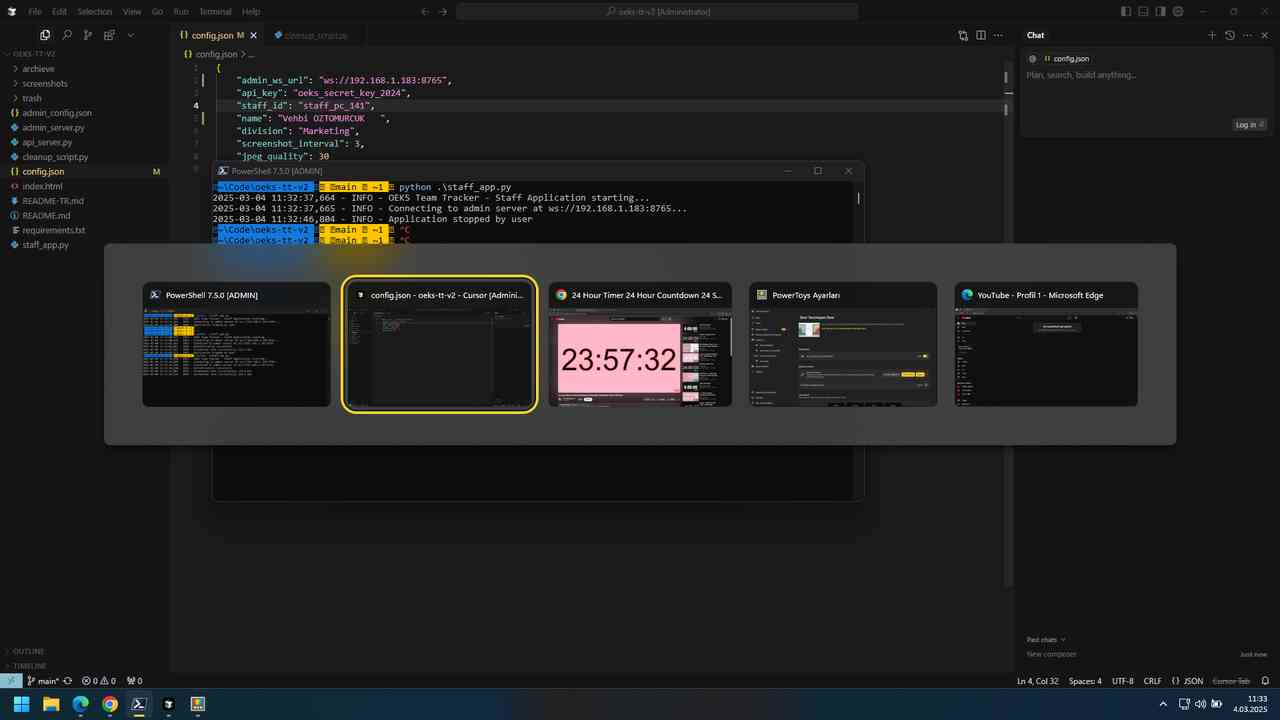 File Edit Selection View Go Run Terminal Help
oeks-tt-v2 [Administrator]
OEKS-TT-V2
archieve
screenshots
trash
admin_config.json
admin_server.py
api_server.py
cleanup_script.py
config.json M
index.html
README-TR.md
README.md
requirements.txt
staff_app.py
OUTLINE
TIMELINE
config.json M
cleanup_script.py
config.json > ...
1 {
2 "admin_ws_url": "ws://192.168.1.183:8765",
3 "api_key": "oeks_secret_key_2024",
4 "staff_id": "staff_pc_141",
5 "name": "Vehbi OZTOMURCUK   ",
6 "division": "Marketing",
7 "screenshot_interval": 3,
8 "jpeg_quality": 30
9
PowerShell 7.5.0 [ADMIN]
~\Code\oeks-tt-v2 main ~1 python .\staff_app.py
2025-03-04 11:32:37,664 - INFO - OEKS Team Tracker - Staff Application starting...
2025-03-04 11:32:37,665 - INFO - Connecting to admin server at ws://192.168.1.183:8765...
2025-03-04 11:32:46,804 - INFO - Application stopped by user
~\Code\oeks-tt-v2 main ~1 ^C
~\Code\oeks-tt-v2 main ~1 ^C
PowerShell 7.5.0 [ADMIN]
config.json - oeks-tt-v2 - Cursor [Admini...
24 Hour Timer 24 Hour Countdown 24 S...
23:57:32
PowerToys Ayarları
YouTube - Profil 1 - Microsoft Edge
Chat
config.json
Plan, search, build anything...
Log in
Past chats
New composer Just now
main* 0 0 0
Ln 4, Col 32 Spaces: 4 UTF-8 CRLF {} JSON Cursor Tab
11:33
4.03.2025